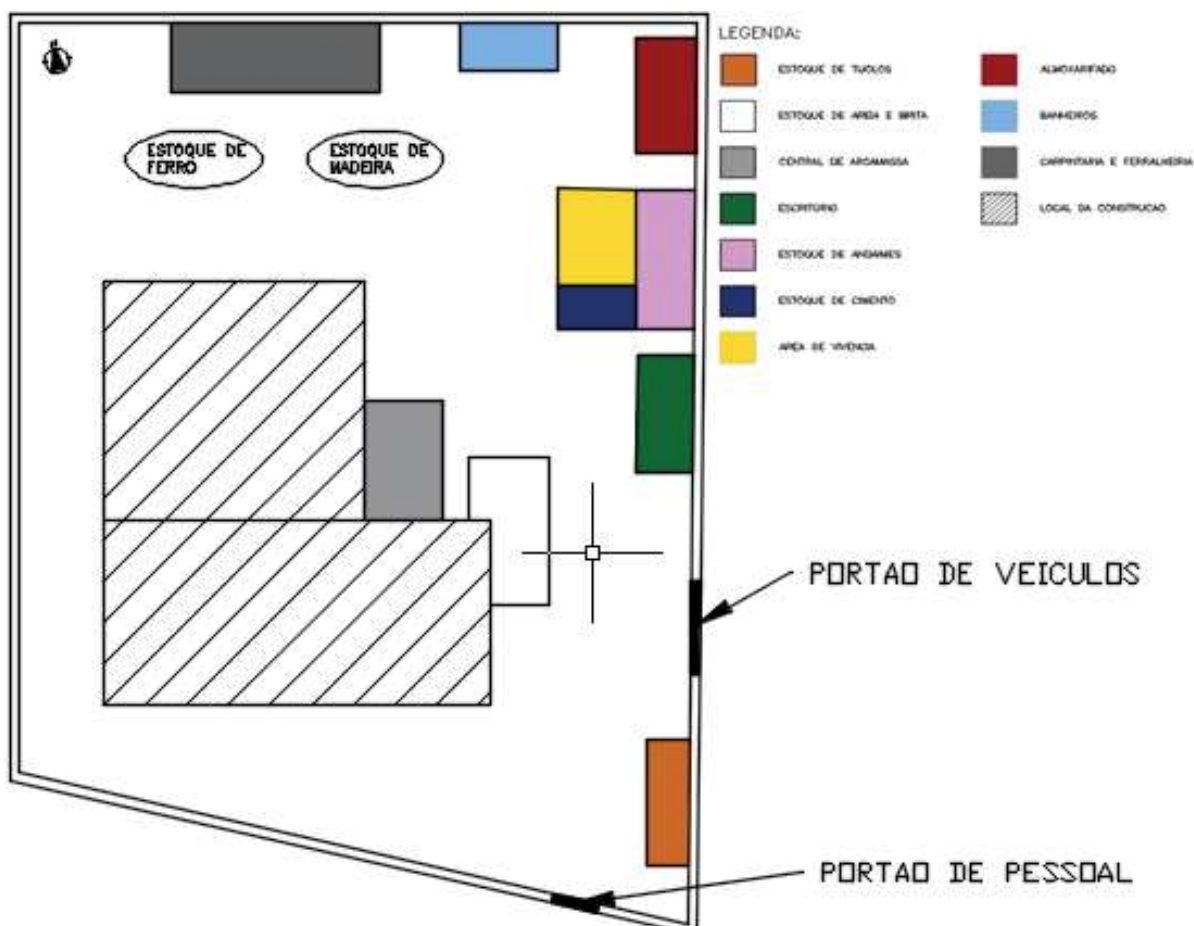 N
LEGENDA:
ESTOQUE DE TIJOLOS
ESTOQUE DE AREIA E BRITA
CENTRAL DE ARGAMASSA
ESCRITÓRIO
ESTOQUE DE ANDAIMES
ESTOQUE DE CIMENTO
AREA DE VIVENCIA
ALMOXARIFADO
BANHEIROS
CARPINTARIA E FERRALHERIA
LOCAL DA CONSTRUCAO
ESTOQUE DE
FERRO
ESTOQUE DE
MADEIRA
PORTAO DE VEICULOS
PORTAO DE PESSOAL